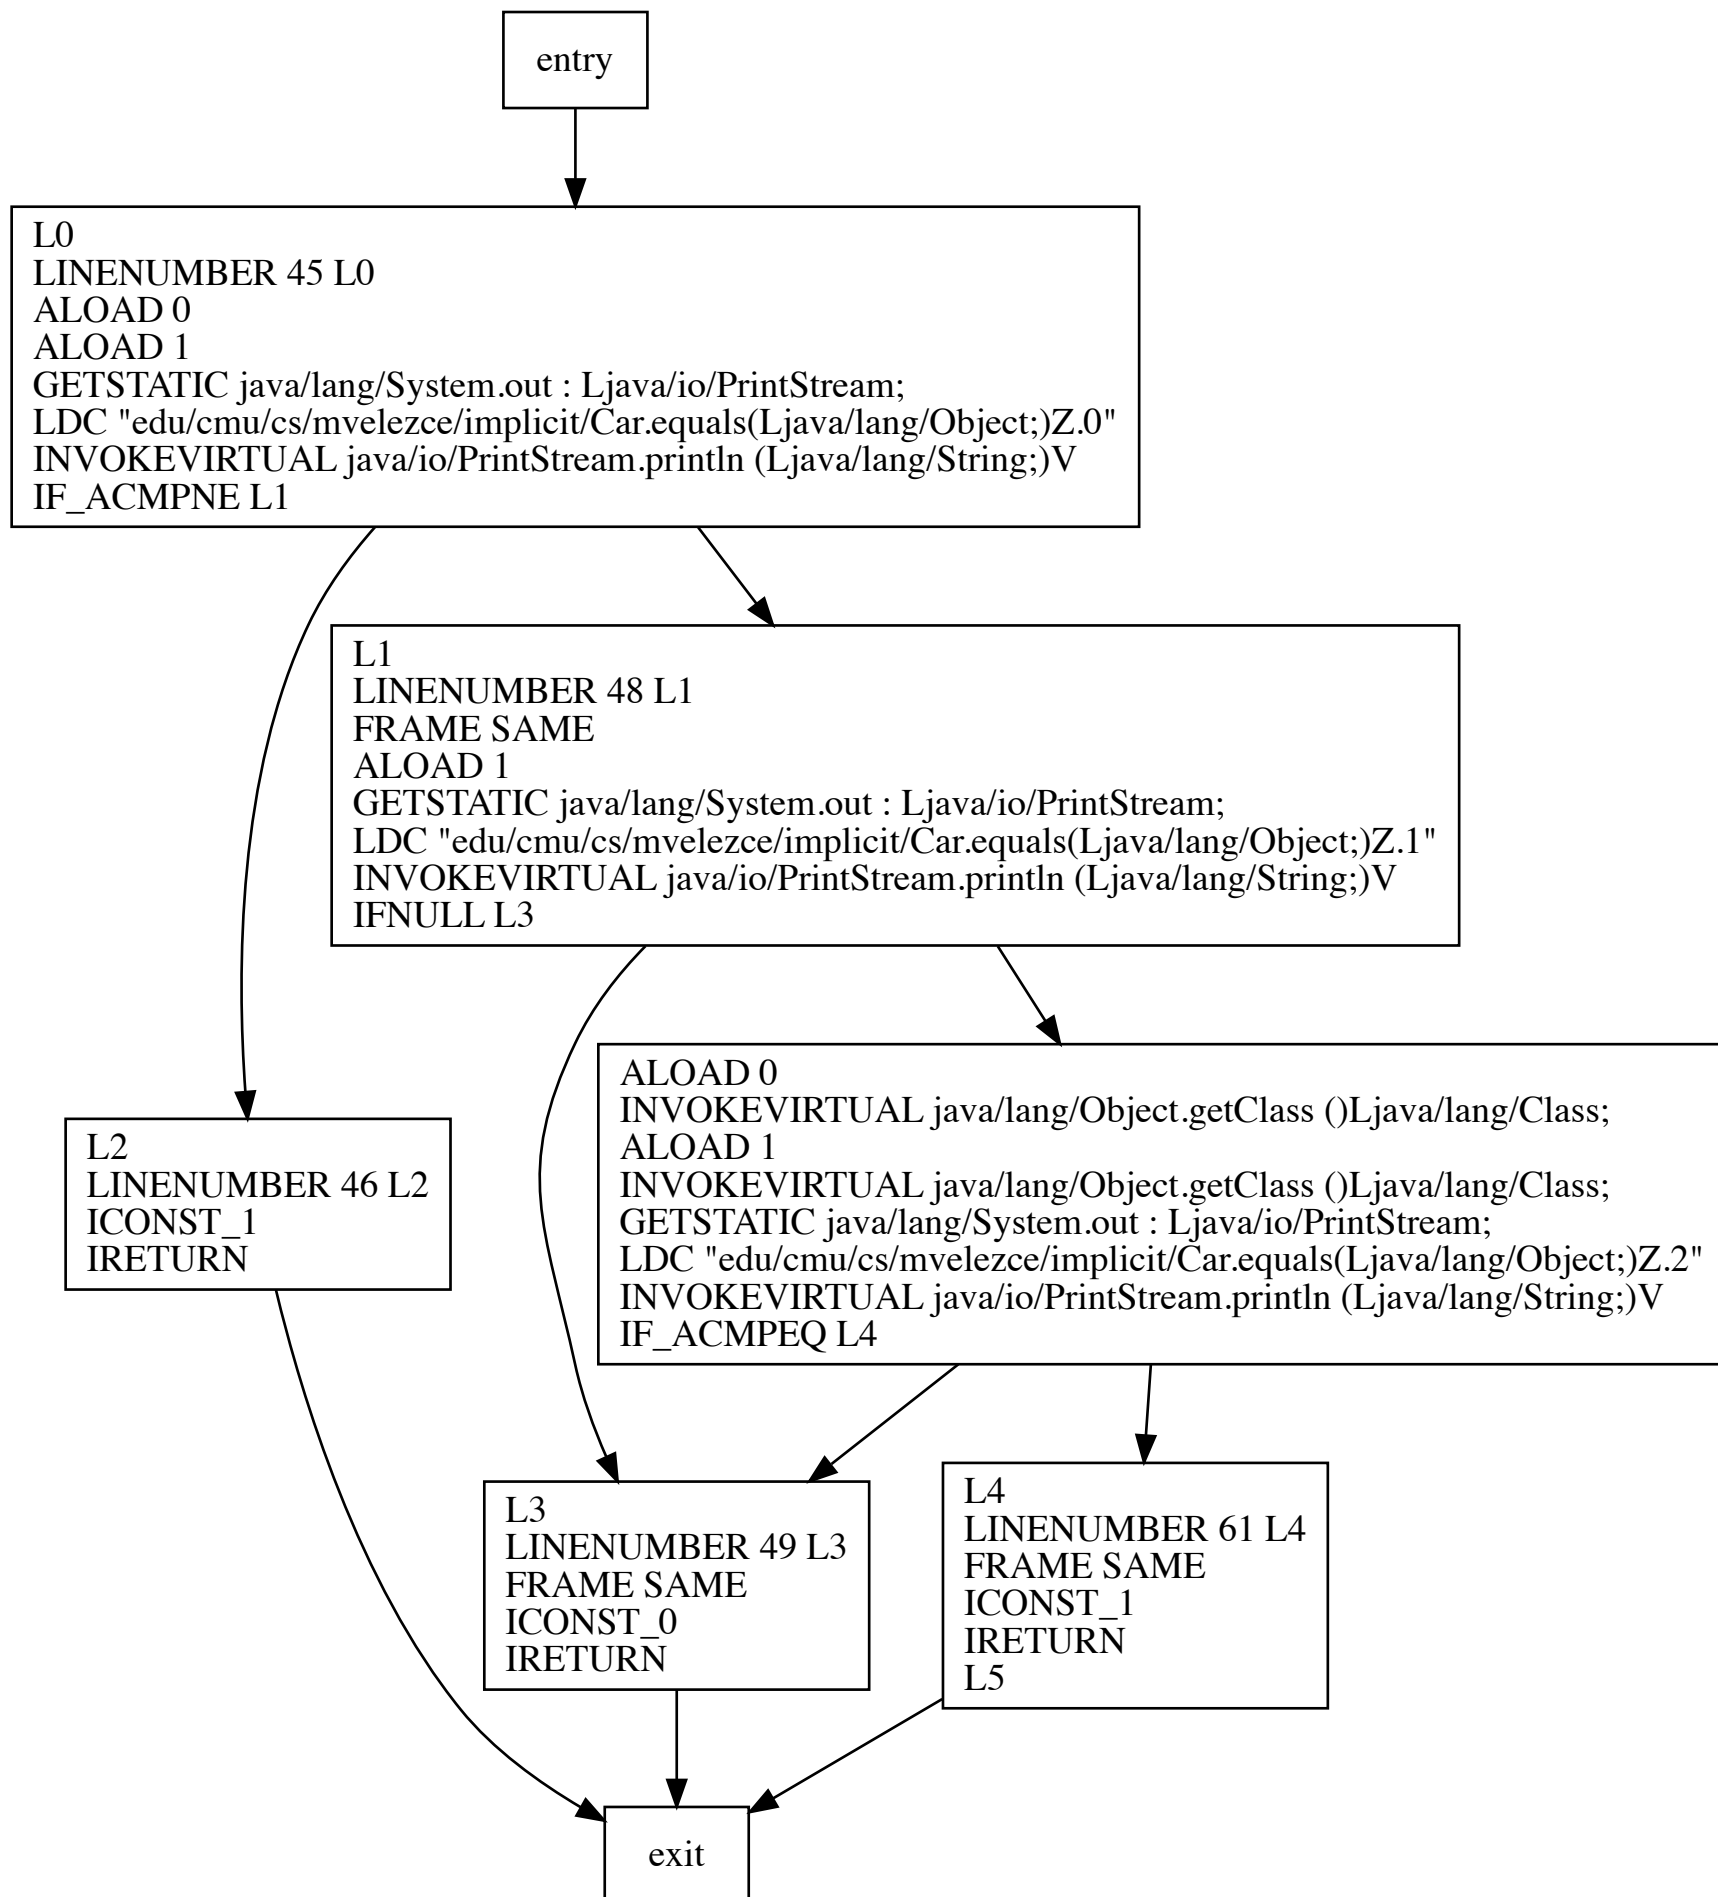 entry
L0
LINENUMBER 45 L0
ALOAD 0
ALOAD 1
GETSTATIC java/lang/System.out : Ljava/io/PrintStream;
LDC "edu/cmu/cs/mvelezce/implicit/Car.equals(Ljava/lang/Object;)Z.0"
INVOKEVIRTUAL java/io/PrintStream.println (Ljava/lang/String;)V
IF_ACMPNE L1
L1
LINENUMBER 48 L1
FRAME SAME
ALOAD 1
GETSTATIC java/lang/System.out : Ljava/io/PrintStream;
LDC "edu/cmu/cs/mvelezce/implicit/Car.equals(Ljava/lang/Object;)Z.1"
INVOKEVIRTUAL java/io/PrintStream.println (Ljava/lang/String;)V
IFNULL L3
ALOAD 0
INVOKEVIRTUAL java/lang/Object.getClass ()Ljava/lang/Class;
ALOAD 1
INVOKEVIRTUAL java/lang/Object.getClass ()Ljava/lang/Class;
GETSTATIC java/lang/System.out : Ljava/io/PrintStream;
LDC "edu/cmu/cs/mvelezce/implicit/Car.equals(Ljava/lang/Object;)Z.2"
INVOKEVIRTUAL java/io/PrintStream.println (Ljava/lang/String;)V
IF_ACMPEQ L4
L2
LINENUMBER 46 L2
ICONST_1
IRETURN
L3
LINENUMBER 49 L3
FRAME SAME
ICONST_0
IRETURN
L4
LINENUMBER 61 L4
FRAME SAME
ICONST_1
IRETURN
L5
exit